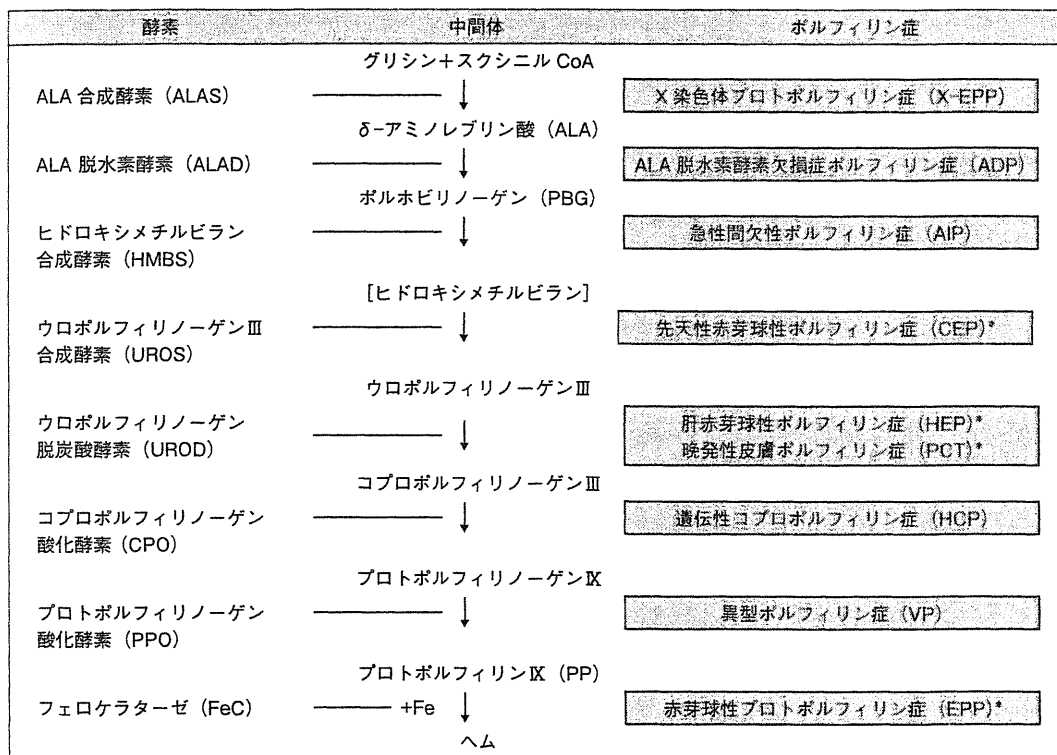 酵素 中間体 ポルフィリン症
グリシン+スクシニル CoA
ALA 合成酵素 (ALAS) X 染色体プロトポルフィリン症 (X-EPP)
δ-アミノレブリン酸 (ALA)
ALA 脱水素酵素 (ALAD) ALA 脱水素酵素欠損症ポルフィリン症 (ADP)
ポルホビリノーゲン (PBG)
ヒドロキシメチルビラン 急性間欠性ポルフィリン症 (AIP)
合成酵素 (HMBS)
[ヒドロキシメチルビラン]
ウロポルフィリノーゲンⅢ 先天性赤芽球性ポルフィリン症 (CEP)*
合成酵素 (UROS)
ウロポルフィリノーゲンⅢ
ウロポルフィリノーゲン 肝赤芽球性ポルフィリン症 (HEP)*
脱炭酸酵素 (UROD) 晩発性皮膚ポルフィリン症 (PCT)*
コプロポルフィリノーゲンⅢ
コプロポルフィリノーゲン 遺伝性コプロポルフィリン症 (HCP)
酸化酵素 (CPO)
プロトポルフィリノーゲンⅨ
プロトポルフィリノーゲン 異型ポルフィリン症 (VP)
酸化酵素 (PPO)
プロトポルフィリンⅨ (PP)
フェロケラターゼ (FeC) +Fe 赤芽球性プロトポルフィリン症 (EPP)*
ヘム